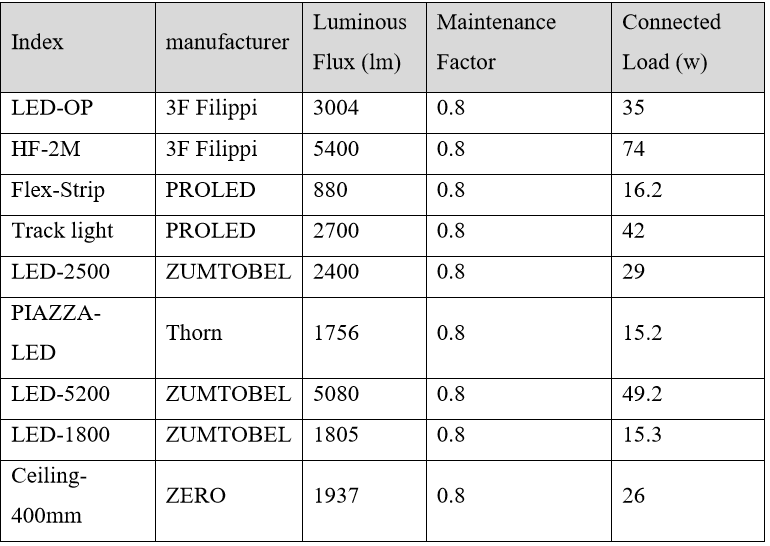 Index manufacturer Luminous Flux (lm) Maintenance Factor Connected Load (w)
LED-OP 3F Filippi 3004 0.8 35
HF-2M 3F Filippi 5400 0.8 74
Flex-Strip PROLED 880 0.8 16.2
Track light PROLED 2700 0.8 42
LED-2500 ZUMTOBEL 2400 0.8 29
PIAZZA-
LED Thorn 1756 0.8 15.2
LED-5200 ZUMTOBEL 5080 0.8 49.2
LED-1800 ZUMTOBEL 1805 0.8 15.3
Ceiling-
400mm ZERO 1937 0.8 26